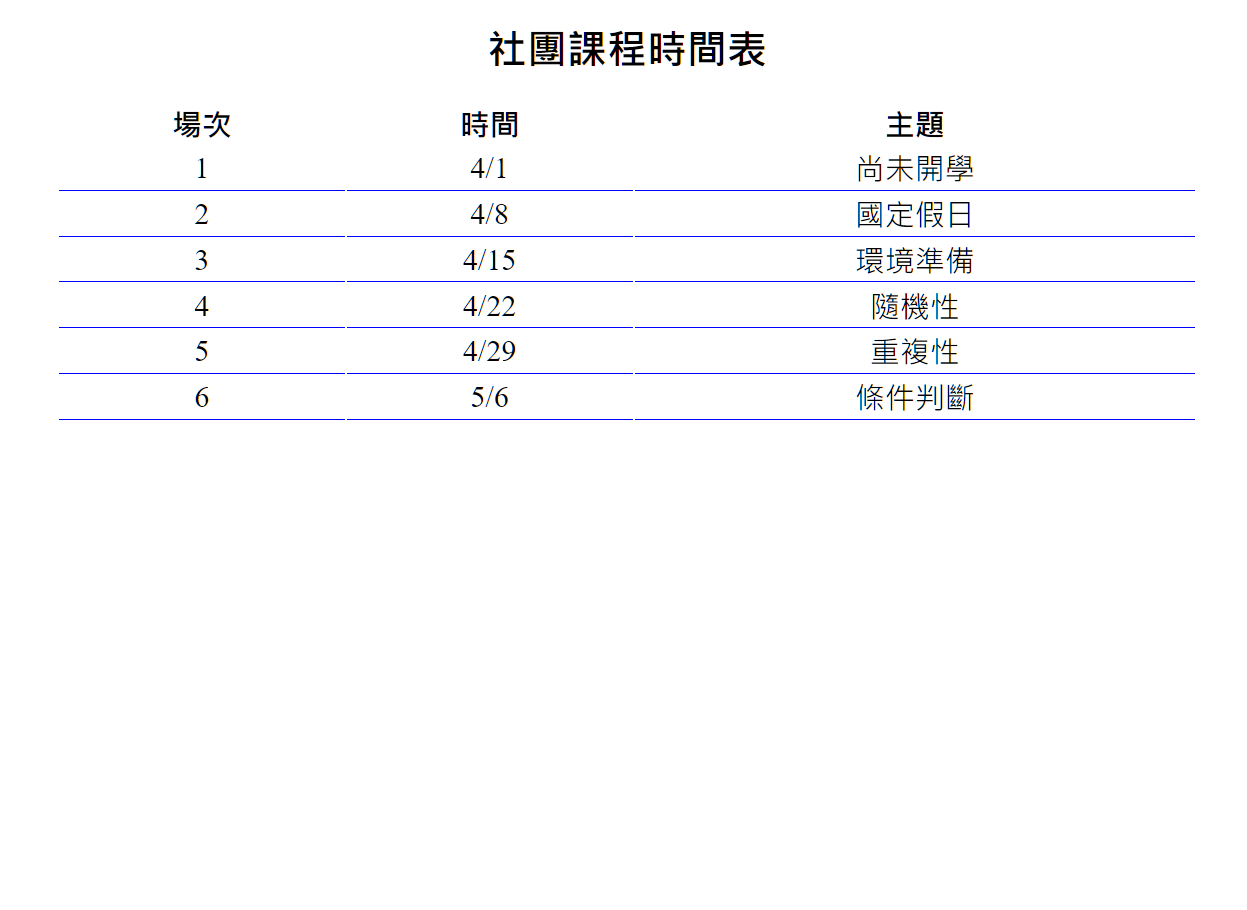 社團課程時間表
場次 時間 主題
1 4/1 尚未開學
2 4/8 國定假日
3 4/15 環境準備
4 4/22 隨機性
5 4/29 重複性
6 5/6 條件判斷